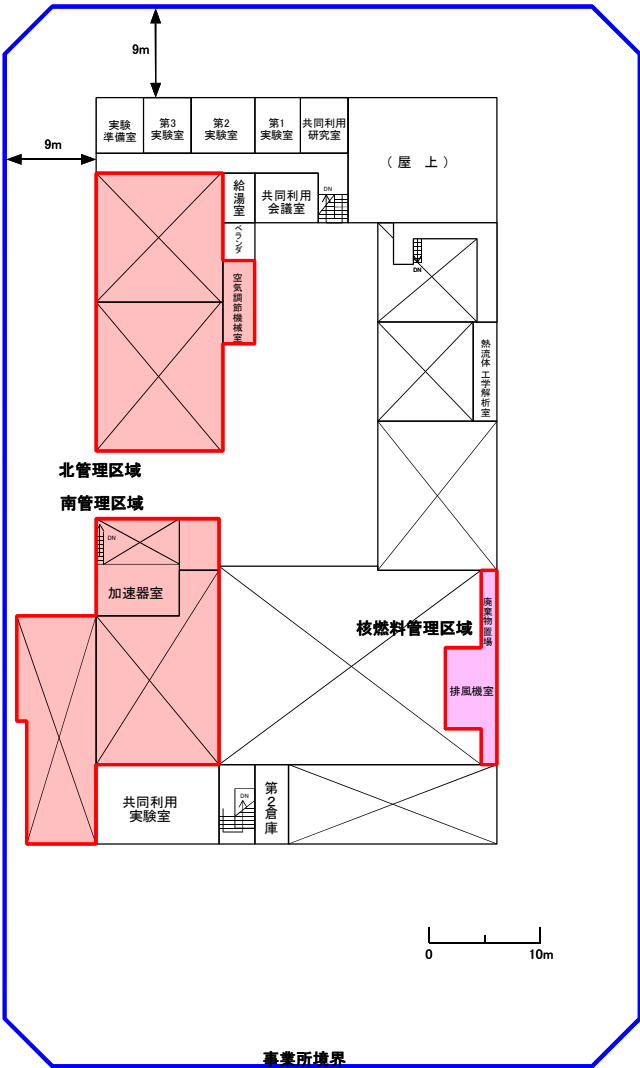 9m
9m
実験
準備室
第3
実験室
第2
実験室
第1
実験室
共同利用
研究室
(屋 上)
給湯室
共同利用
会議室
DN
ベランダ
空気調節機械室
DN
熱流体工学解析室
北管理区域
南管理区域
DN
加速器室
核燃料管理区域
廃棄物置場
排風機室
共同利用
実験室
DN
第2倉庫
0
10m
事業所境界